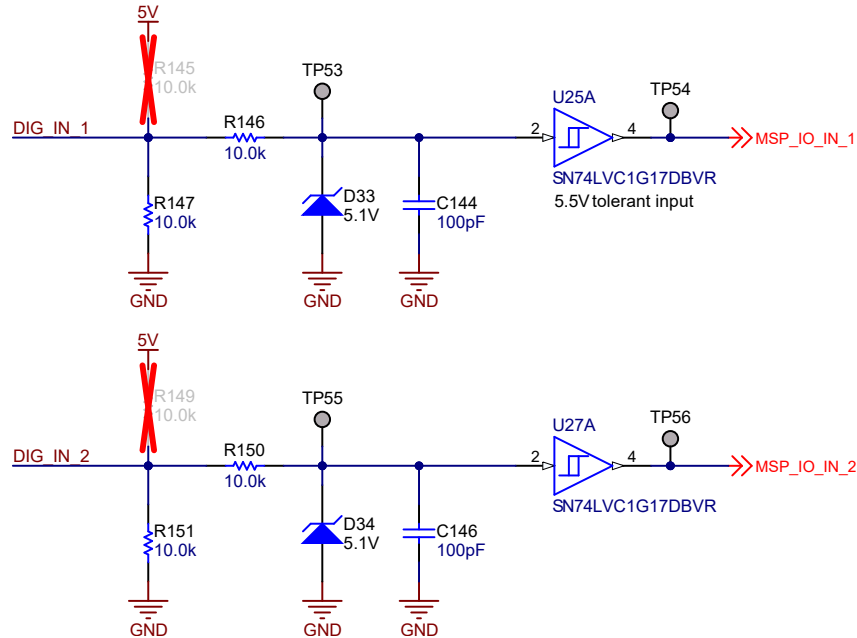 5V
R145
10.0k
TP53
DIG_IN_1
R146
10.0k
R147
10.0k
GND
D33
5.1V
GND
C144
100pF
GND
U25A
2
4
SN74LVC1G17DBVR
5.5V tolerant input
TP54
MSP_IO_IN_1
5V
R149
10.0k
TP55
DIG_IN_2
R150
10.0k
R151
10.0k
GND
D34
5.1V
GND
C146
100pF
GND
U27A
2
4
SN74LVC1G17DBVR
TP56
MSP_IO_IN_2